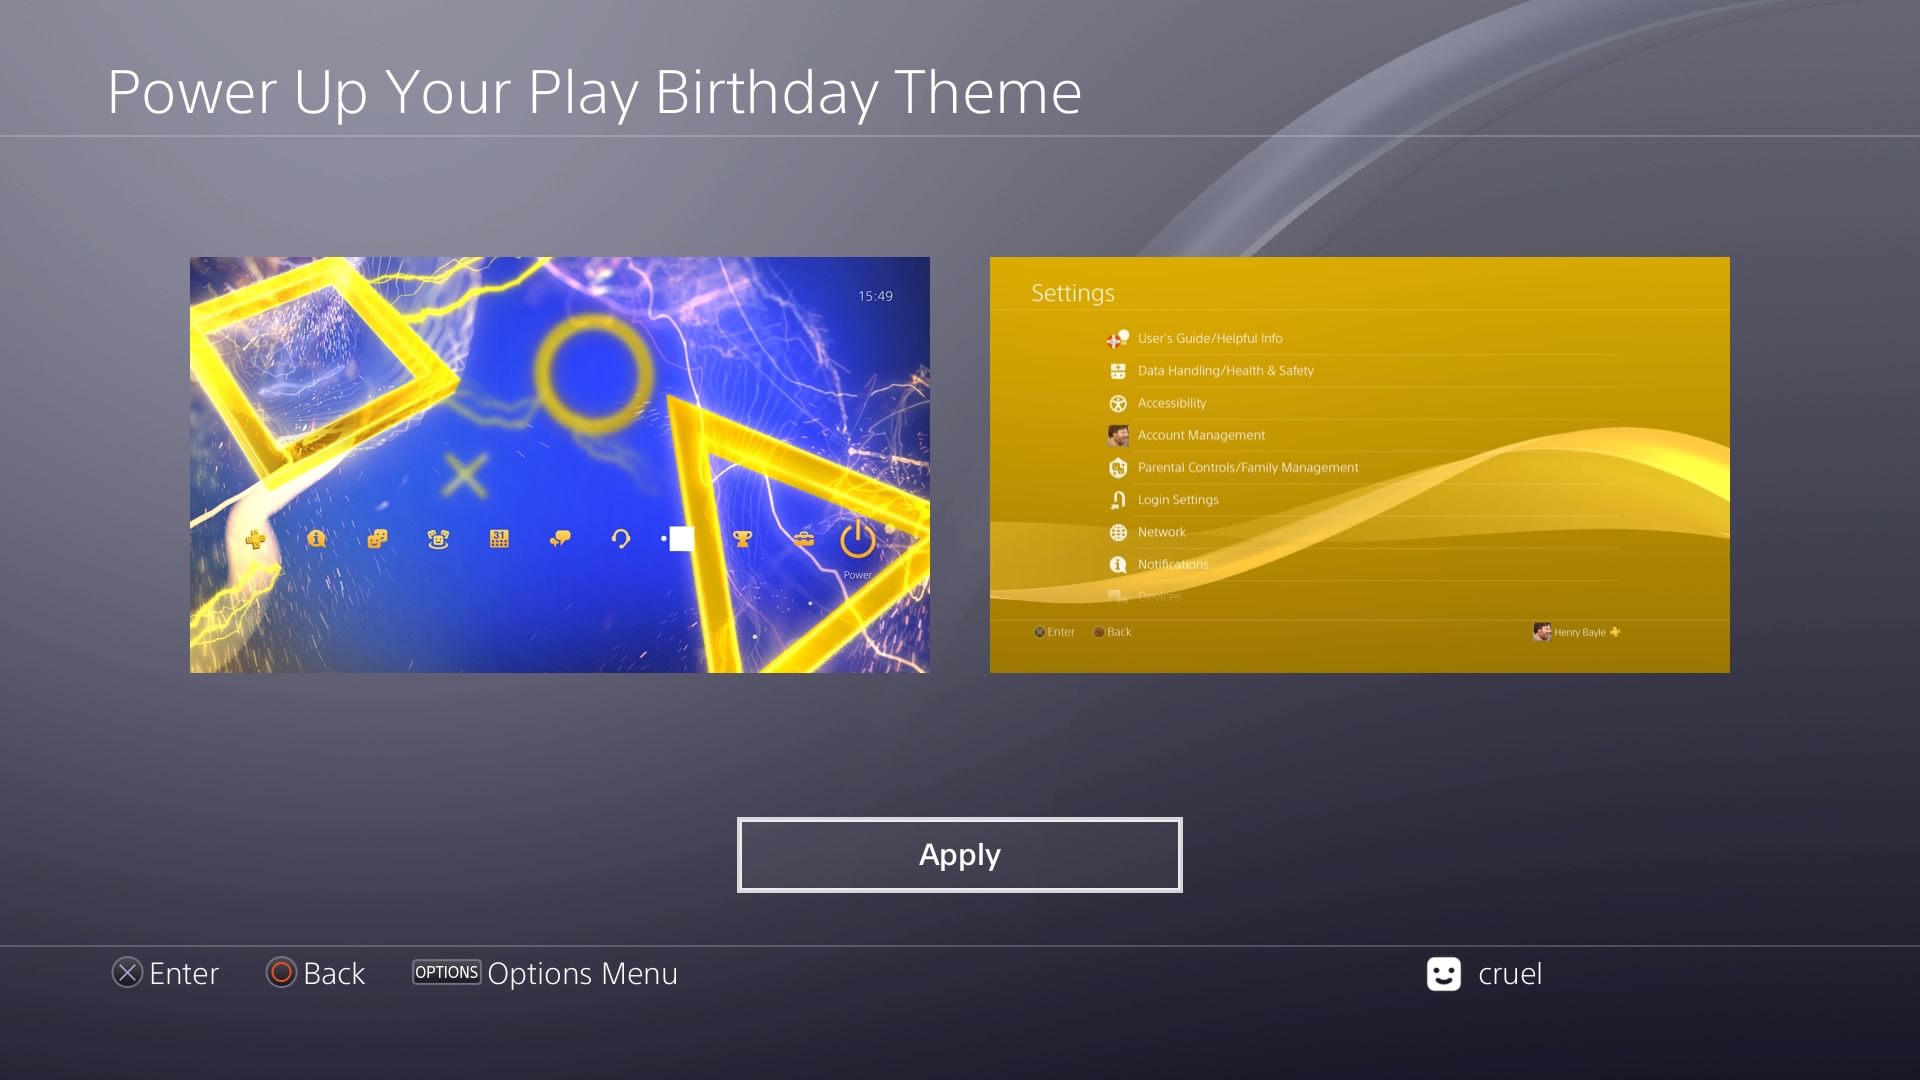 Power Up Your Play Birthday Theme
15:49
31
Power
Settings
User's Guide/Helpful Info
Data Handling/Health & Safety
Accessibility
Account Management
Parental Controls/Family Management
Login Settings
Network
Notifications
Devices
Enter Back Henry Bayle
Apply
Enter Back OPTIONS Options Menu cruel